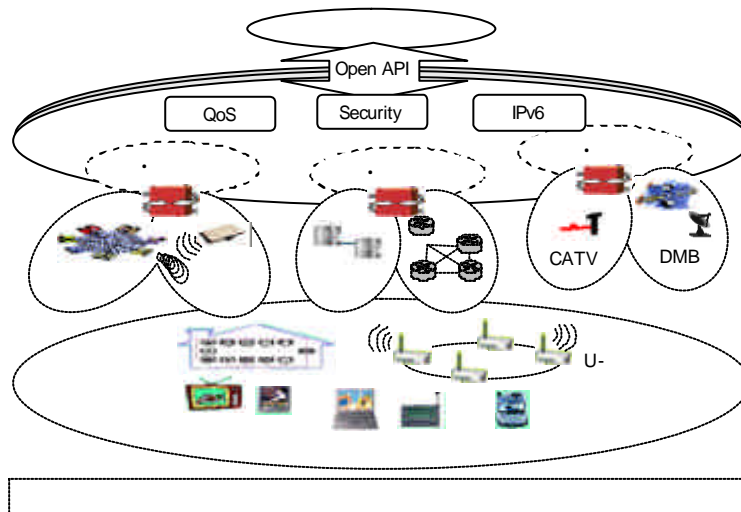 Open API
QoS
Security
IPv6
CATV
DMB
U-